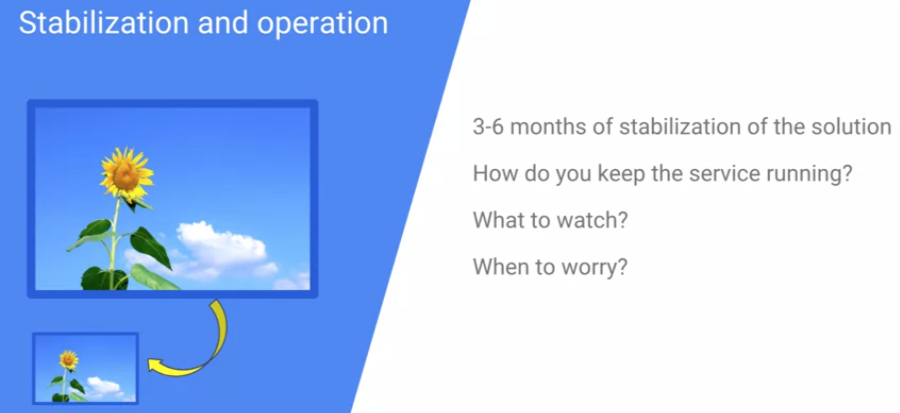 Stabilization and operation
3-6 months of stabilization of the solution
How do you keep the service running?
What to watch?
When to worry?